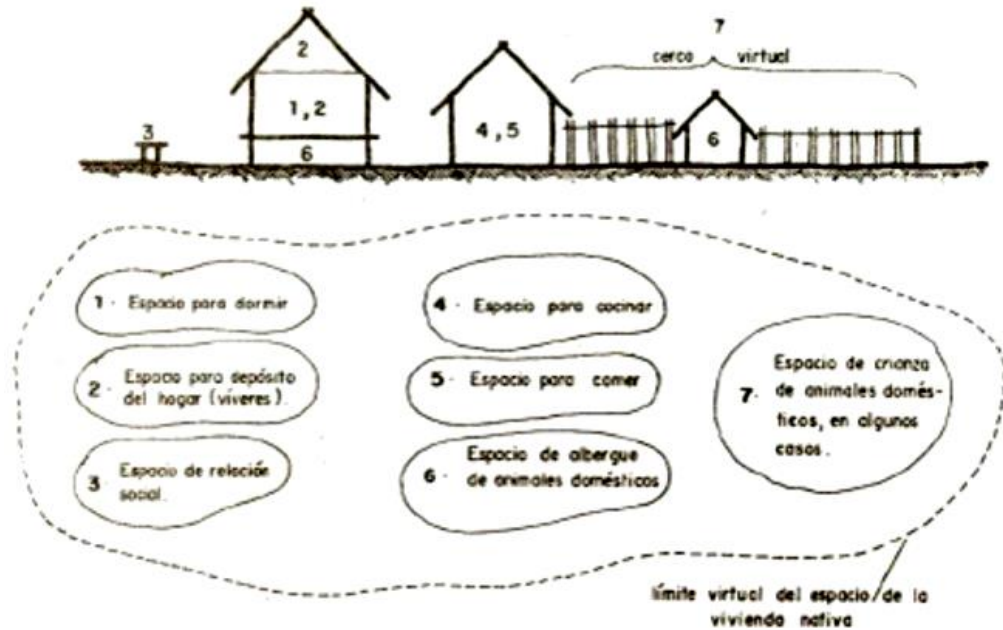 7
cerco virtual
2
1,2
3
6
4,5
6
1 · Espacio para dormir
2 · Espacio para depósito
del hogar (víveres).
3 Espacio de relación
social.
4 · Espacio para cocinar
5 · Espacio para comer
6 · Espacio de albergue
de animales domésticos
7. Espacio de crianza
de animales domés-
ticos, en algunos
casos.
límite virtual del espacio de la
vivienda nativa